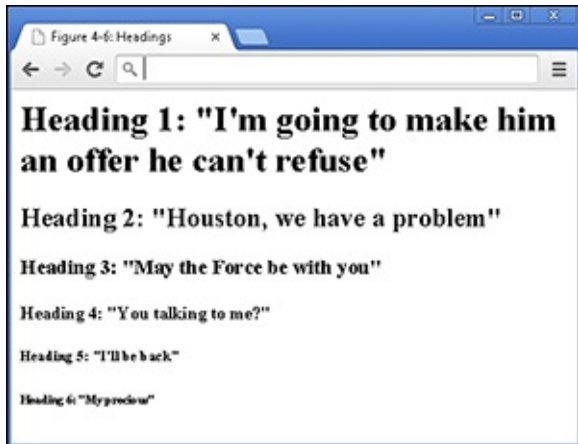 Figure 4-6: Headings
Heading 1: "I'm going to make him
an offer he can't refuse"
Heading 2: "Houston, we have a problem"
Heading 3: "May the Force be with you"
Heading 4: "You talking to me?"
Heading 5: "I'll be back"
Heading 6: "My precious"